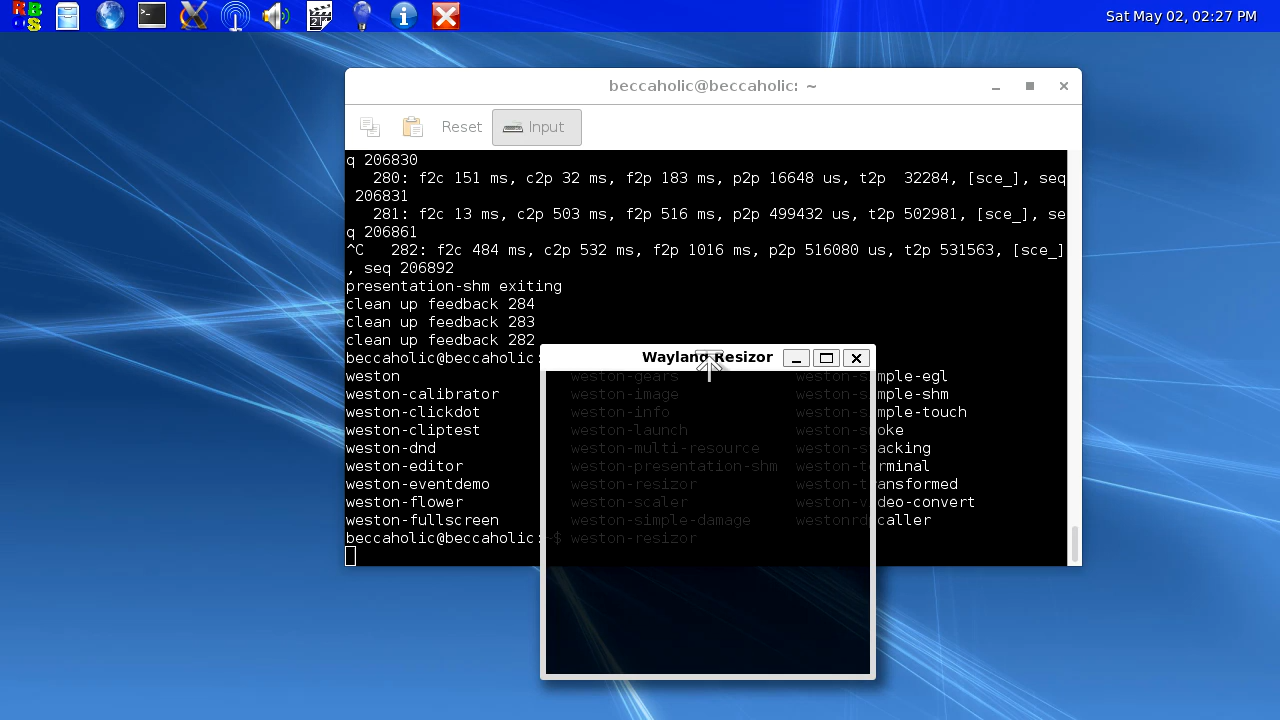 RBOS
Sat May 02, 02:27 PM
beccaholic@beccaholic: ~
Reset Input
q 206830
280: f2c 151 ms, c2p 32 ms, f2p 183 ms, p2p 16648 us, t2p  32284, [sce_], seq
206831
281: f2c 13 ms, c2p 503 ms, f2p 516 ms, p2p 499432 us, t2p 502981, [sce_], se
q 206861
^C   282: f2c 484 ms, c2p 532 ms, f2p 1016 ms, p2p 516080 us, t2p 531563, [sce_]
, seq 206892
presentation-shm exiting
clean up feedback 284
clean up feedback 283
clean up feedback 282
beccaholic@beccaholic:
Wayland Resizor
weston weston-gears weston-simple-egl
weston-calibrator weston-image weston-simple-shm
weston-clickdot weston-info weston-simple-touch
weston-cliptest weston-launch weston-smoke
weston-dnd weston-multi-resource weston-stacking
weston-editor weston-presentation-shm weston-terminal
weston-eventdemo weston-resizor weston-transformed
weston-flower weston-scaler weston-video-convert
weston-fullscreen weston-simple-damage westonrdpcaller
beccaholic@beccaholic:~$ weston-resizor